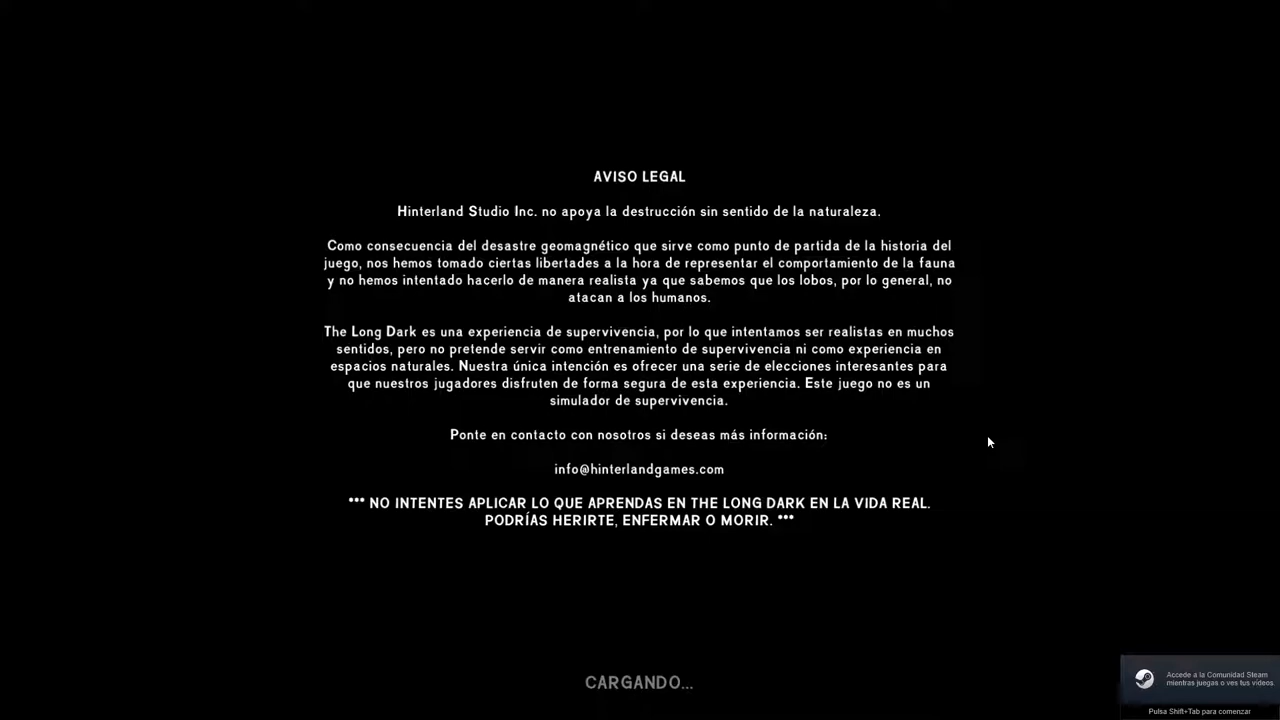 AVISO LEGAL
Hinterland Studio Inc. no apoya la destrucción sin sentido de la naturaleza.
Como consecuencia del desastre geomagnético que sirve como punto de partida de la historia del
juego, nos hemos tomado ciertas libertades a la hora de representar el comportamiento de la fauna
y no hemos intentado hacerlo de manera realista ya que sabemos que los lobos, por lo general, no
atacan a los humanos.
The Long Dark es una experiencia de supervivencia, por lo que intentamos ser realistas en muchos
sentidos, pero no pretende servir como entrenamiento de supervivencia ni como experiencia en
espacios naturales. Nuestra única intención es ofrecer una serie de elecciones interesantes para
que nuestros jugadores disfruten de forma segura de esta experiencia. Este juego no es un
simulador de supervivencia.
Ponte en contacto con nosotros si deseas más información:
info@hinterlandgames.com
*** NO INTENTES APLICAR LO QUE APRENDAS EN THE LONG DARK EN LA VIDA REAL.
PODRÍAS HERIRTE, ENFERMAR O MORIR. ***
CARGANDO...
Accede a la Comunidad Steam
mientras juegas o ves tus vídeos.
Pulsa Shift+Tab para comenzar